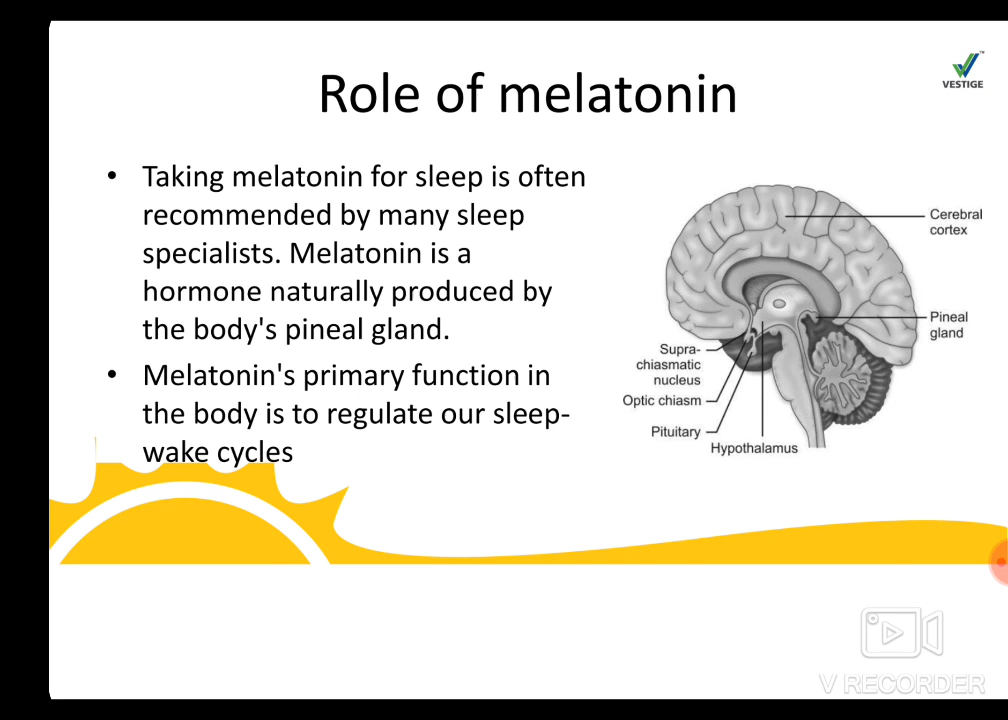 Role of melatonin
VESTIGE
TM
• Taking melatonin for sleep is often
recommended by many sleep
specialists. Melatonin is a
hormone naturally produced by
the body's pineal gland.
• Melatonin's primary function in
the body is to regulate our sleep-
wake cycles
Cerebral
cortex
Pineal
gland
Supra-
chiasmatic
nucleus
Optic chiasm
Pituitary
Hypothalamus
V RECORDER